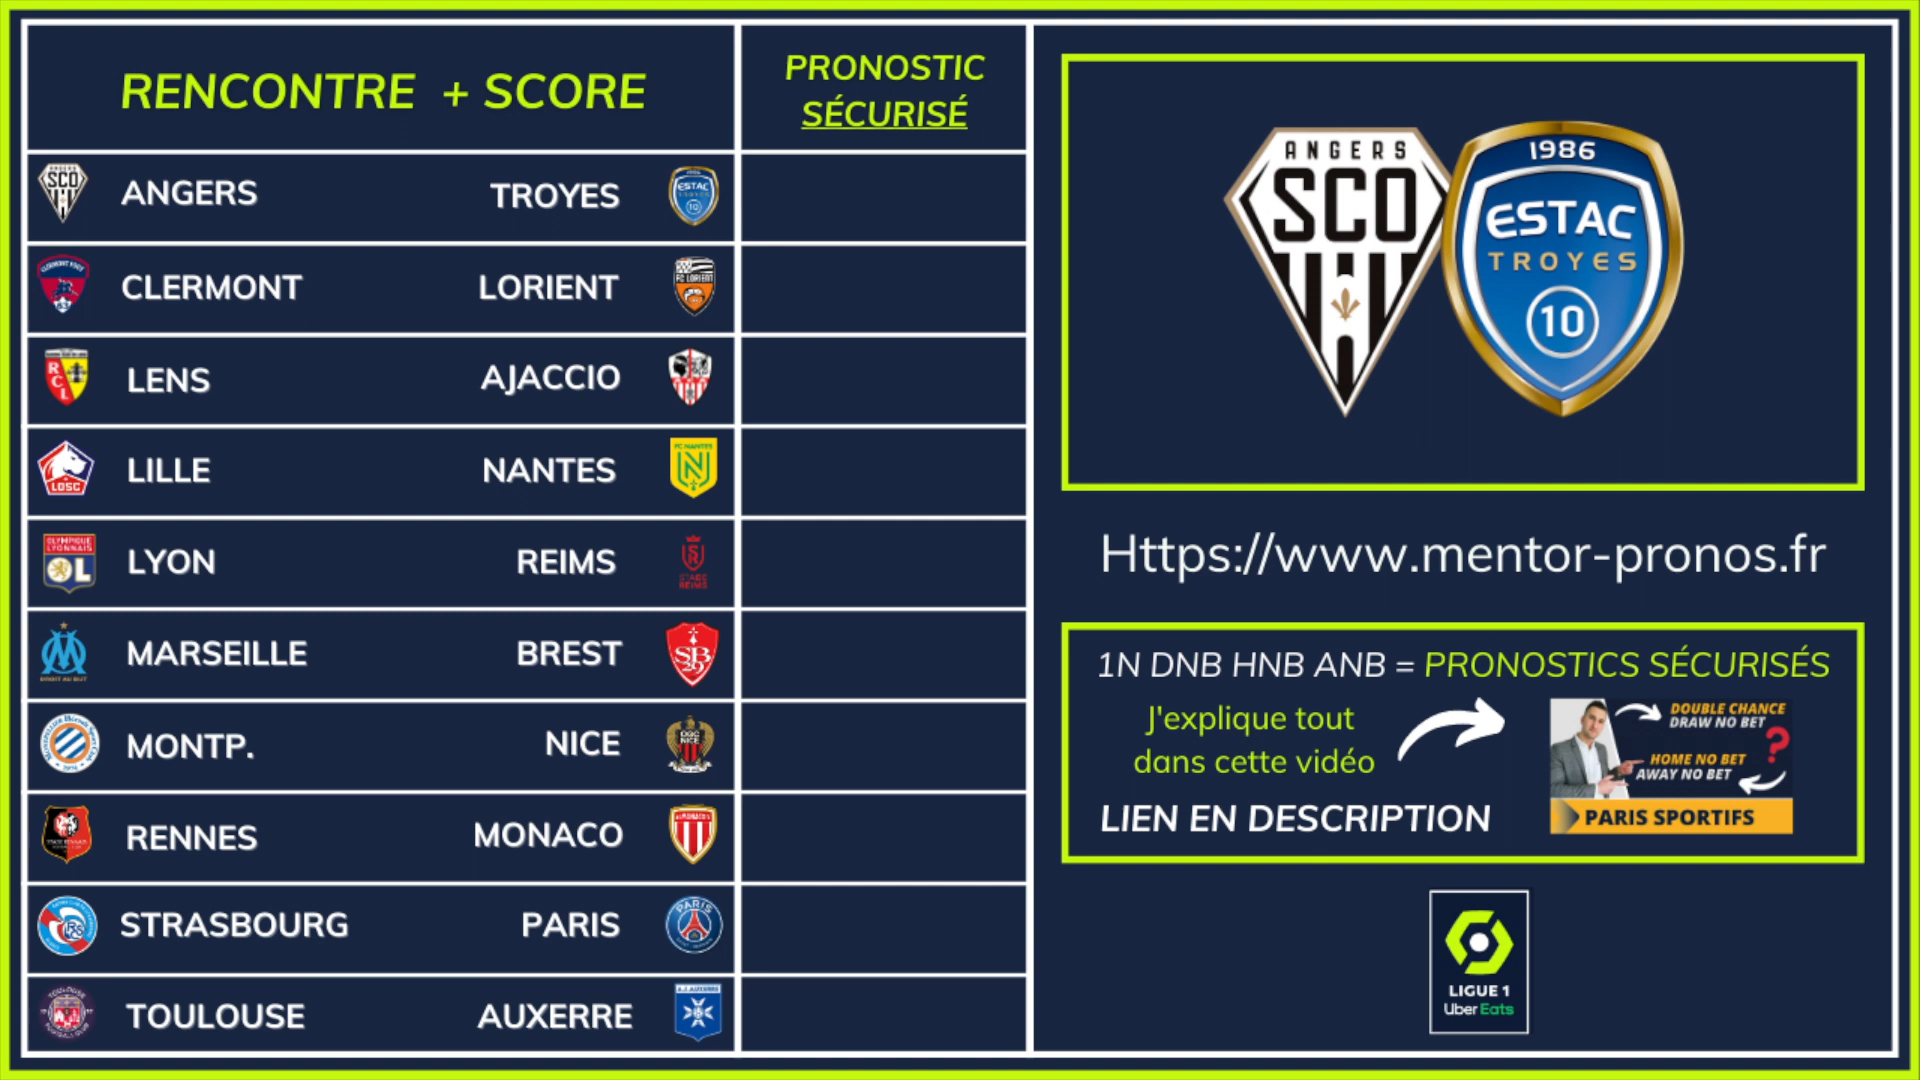 RENCONTRE + SCORE
PRONOSTIC
SÉCURISÉ
ANGERS TROYES
CLERMONT LORIENT
LENS AJACCIO
LILLE NANTES
LYON REIMS
MARSEILLE BREST
MONTP. NICE
RENNES MONACO
STRASBOURG PARIS
TOULOUSE AUXERRE
ANGERS
SCO
1986
ESTAC
TROYES
10
Https://www.mentor-pronos.fr
1N DNB HNB ANB = PRONOSTICS SÉCURISÉS
J'explique tout
dans cette vidéo
LIEN EN DESCRIPTION
DOUBLE CHANCE
DRAW NO BET
?
HOME NO BET
AWAY NO BET
PARIS SPORTIFS
LIGUE 1
Uber Eats